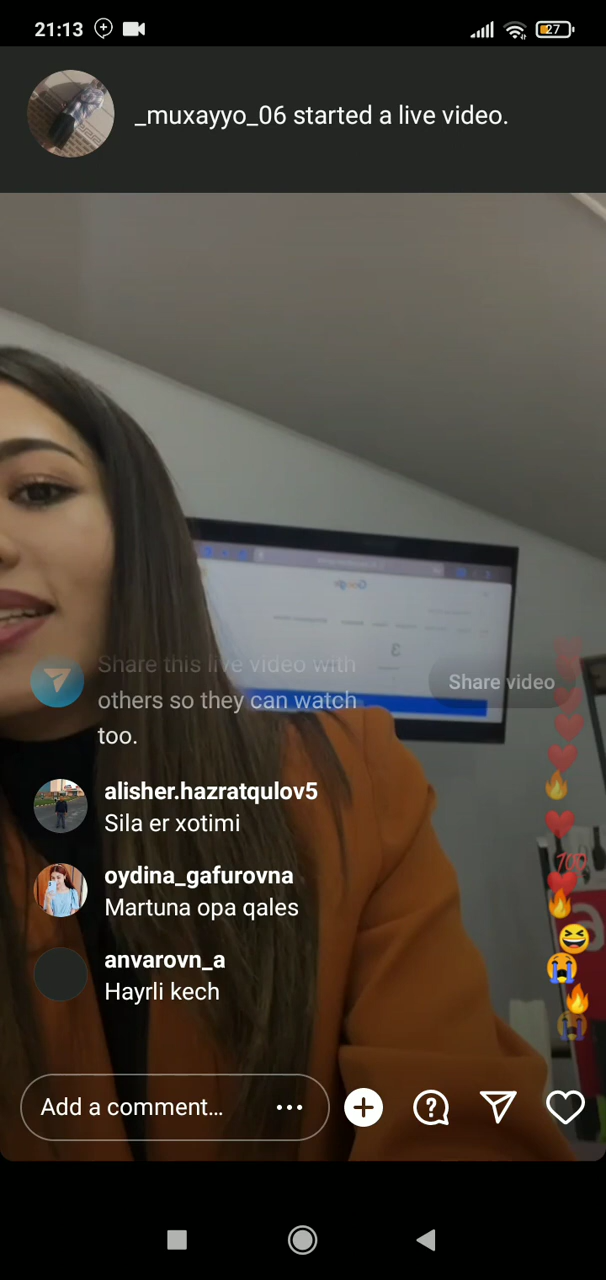 21:13
27
_muxayyo_06 started a live video.
Share this live video with
others so they can watch
too.
Share video
alisher.hazratqulov5
Sila er xotimi
oydina_gafurovna
Martuna opa qales
anvarovn_a
Hayrli kech
Add a comment...